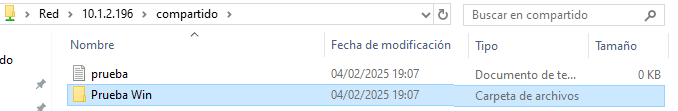 Red > 10.1.2.196 > compartido > Buscar en compartido
do Nombre Fecha de modificación Tipo Tamaño
prueba 04/02/2025 19:07 Documento de te... 0 KB
Prueba Win 04/02/2025 19:07 Carpeta de archivos